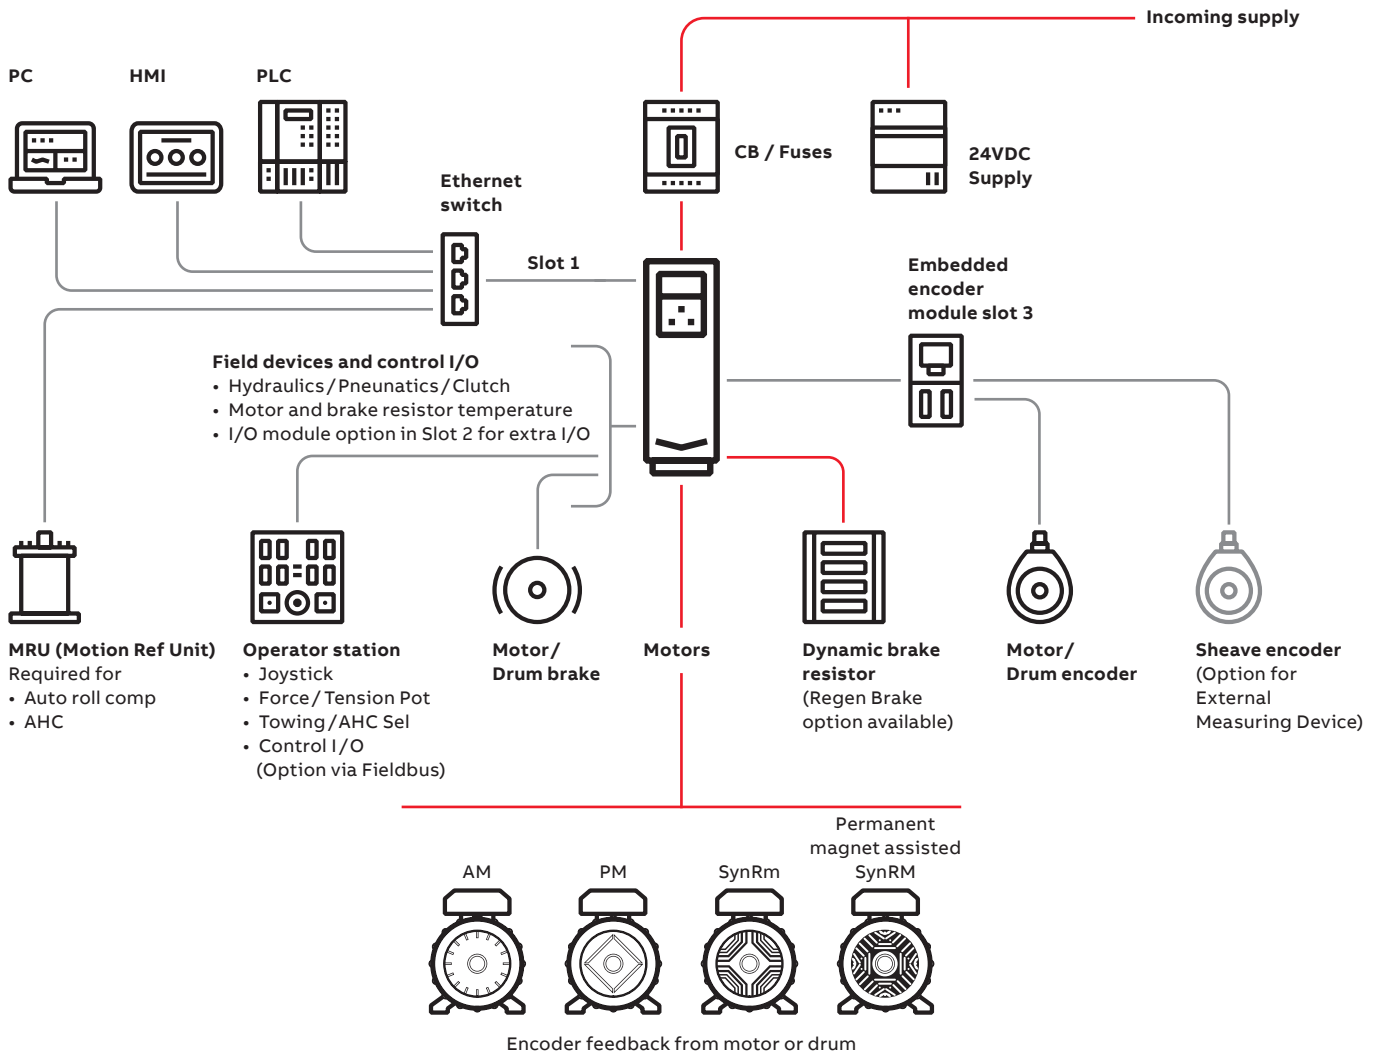 Incoming supply
PC
HMI
PLC
CB / Fuses
24VDC
Supply
Ethernet
switch
Slot 1
Embedded
encoder
module slot 3
Field devices and control I/O
• Hydraulics/Pneunatics/Clutch
• Motor and brake resistor temperature
• I/O module option in Slot 2 for extra I/O
MRU (Motion Ref Unit)
Required for
• Auto roll comp
• AHC
Operator station
• Joystick
• Force/Tension Pot
• Towing/AHC Sel
• Control I/O
(Option via Fieldbus)
Motor/
Drum brake
Motors
Dynamic brake
resistor
(Regen Brake
option available)
Motor/
Drum encoder
Sheave encoder
(Option for
External
Measuring Device)
AM
PM
SynRm
Permanent
magnet assisted
SynRM
Encoder feedback from motor or drum